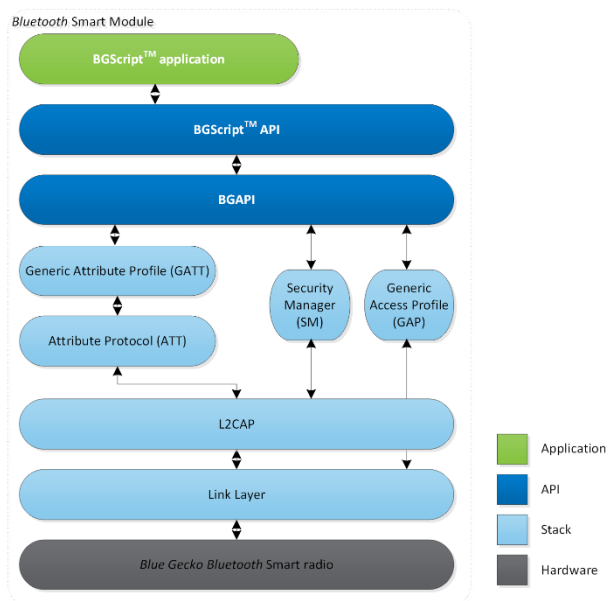 Bluetooth Smart Module
BGScript™ application
BGScript™ API
BGAPI
Generic Attribute Profile (GATT)
Attribute Protocol (ATT)
Security
Manager
(SM)
Generic
Access Profile
(GAP)
L2CAP
Link Layer
Blue Gecko Bluetooth Smart radio
Application
API
Stack
Hardware